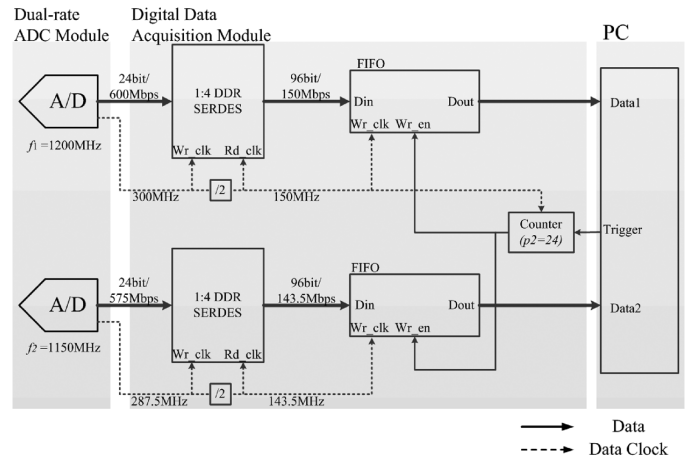 Dual-rate
ADC Module
Digital Data
Acquisition Module
PC
A/D
f1 =1200MHz
24bit/
600Mbps
1:4 DDR
SERDES
Wr_clk Rd_clk
96bit/
150Mbps
FIFO
Din Dout
Wr_clk Wr_en
Data1
300MHz
/2
150MHz
Counter
(p2=24)
Trigger
A/D
f2 =1150MHz
24bit/
575Mbps
1:4 DDR
SERDES
Wr_clk Rd_clk
96bit/
143.5Mbps
FIFO
Din Dout
Wr_clk Wr_en
Data2
287.5MHz
/2
143.5MHz
Data
Data Clock